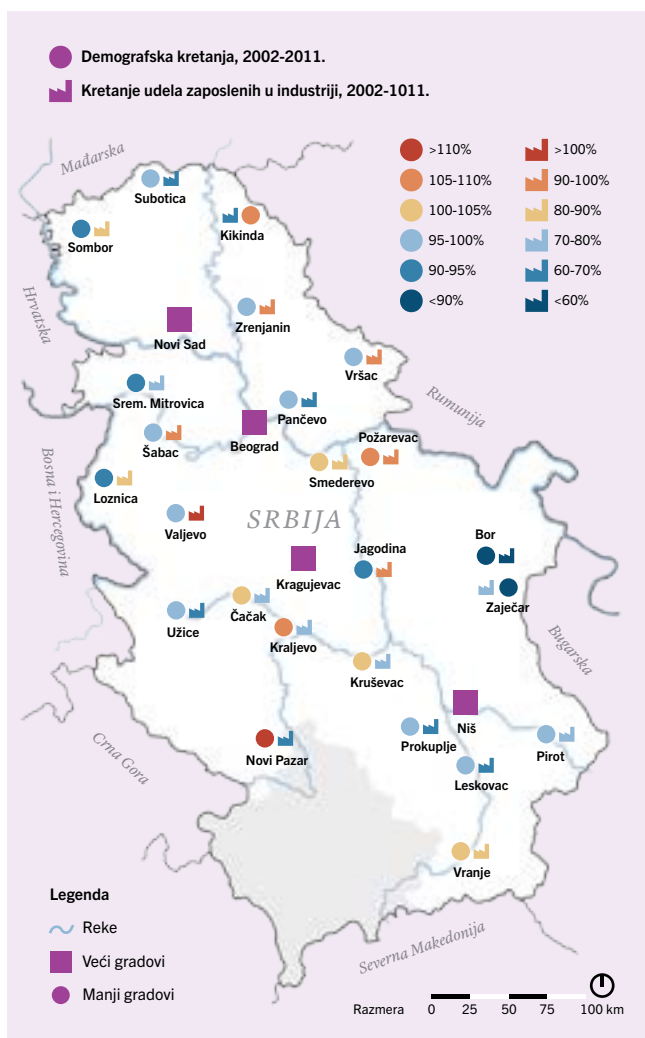 Demografska kretanja, 2002-2011.
Kretanje udela zaposlenih u industriji, 2002-1011.
>110%
>100%
105-110%
90-100%
100-105%
80-90%
95-100%
70-80%
90-95%
60-70%
<90%
<60%
Mađarska
Subotica
Kikinda
Sombor
Hrvatska
Zrenjanin
Novi Sad
Vršac
Srem. Mitrovica
Pančevo
Rumunija
Šabac
Beograd
Požarevac
Smederevo
Bosna i Hercegovina
Loznica
SRBIJA
Valjevo
Bor
Jagodina
Kragujevac
Zaječar
Čačak
Užice
Kraljevo
Bugarska
Kruševac
Niš
Prokuplje
Pirot
Crna Gora
Novi Pazar
Leskovac
Vranje
Legenda
Reke
Severna Makedonija
Veći gradovi
Manji gradovi
Razmera 0 25 50 75 100 km